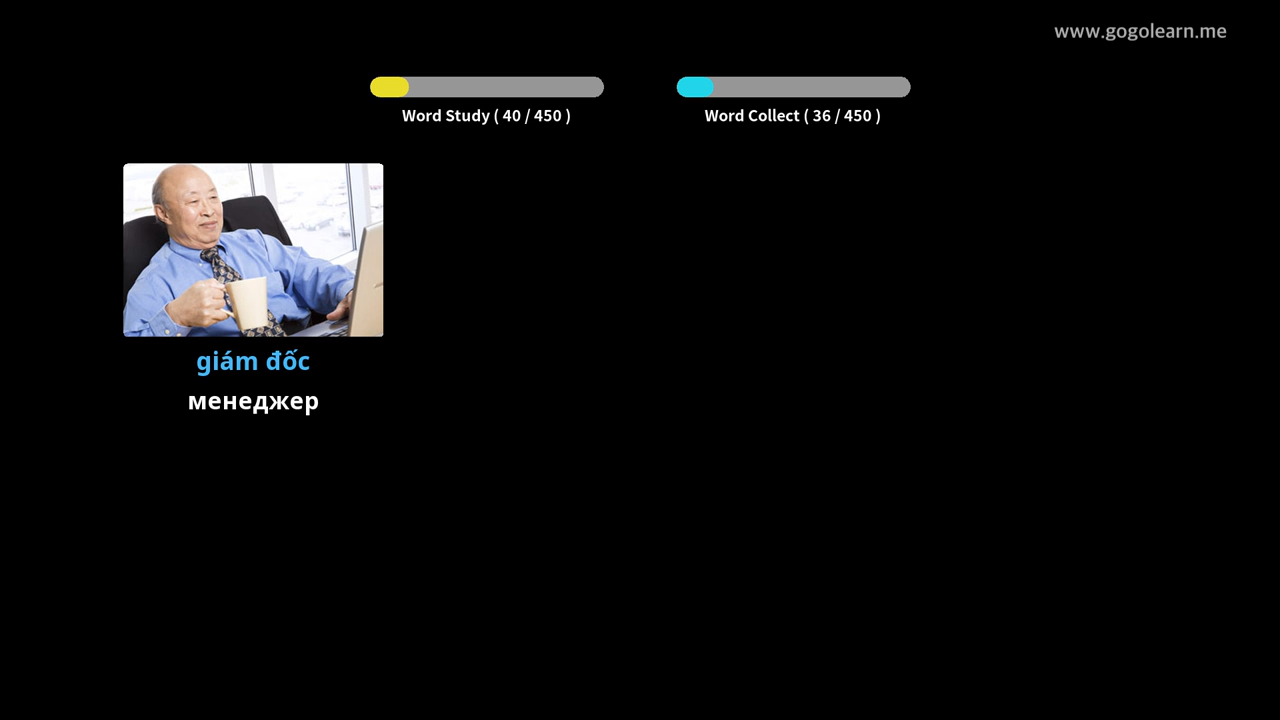 www.gogolearn.me
Word Study ( 40 / 450 )
Word Collect ( 36 / 450 )
giám đốc
менеджер